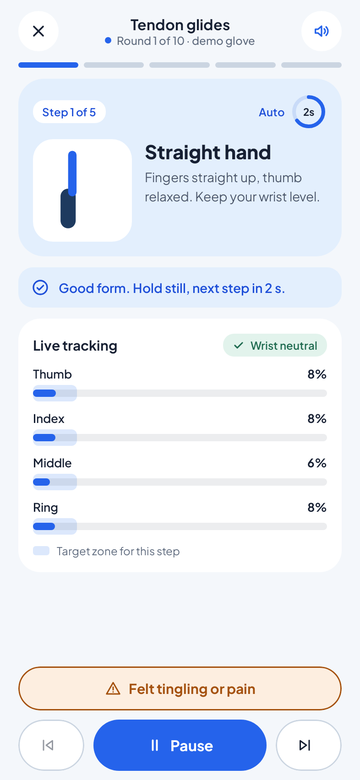 Tendon glides
Round 1 of 10 · demo glove
Step 1 of 5
Auto
2s
Straight hand
Fingers straight up, thumb
relaxed. Keep your wrist level.
Good form. Hold still, next step in 2 s.
Live tracking
Wrist neutral
Thumb
8%
Index
8%
Middle
6%
Ring
8%
Target zone for this step
Felt tingling or pain
Pause